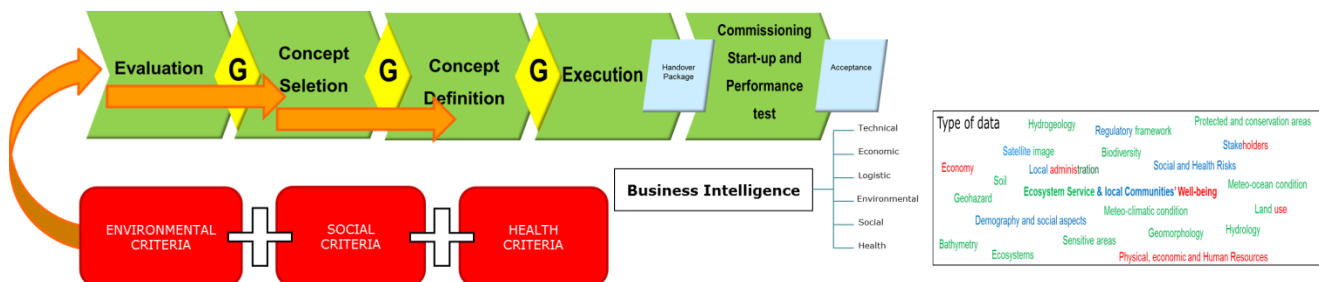 Evaluation
G
Concept
Seletion
G
Concept
Definition
G
Execution
Handover
Package
Commissioning
Start-up and
Performance
test
Acceptance
ENVIRONMENTAL
CRITERIA
SOCIAL
CRITERIA
HEALTH
CRITERIA
Business Intelligence
Technical
Economic
Logistic
Environmental
Social
Health
Type of data
Hydrogeology
Regulatory framework
Protected and conservation areas
Satellite image
Biodiversity
Stakeholders
Economy
Local administration
Social and Health Risks
Soil
Ecosystem Service & local Communities' Well-being
Meteo-ocean condition
Geohazard
Meteo-climatic condition
Land use
Demography and social aspects
Geomorphology
Hydrology
Bathymetry
Sensitive areas
Ecosystems
Physical, economic and Human Resources